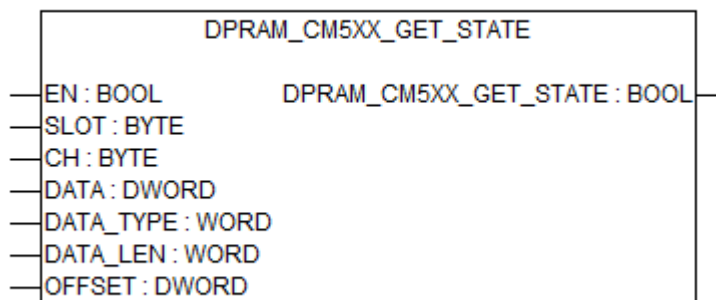 DPRAM_CM5XX_GET_STATE
EN : BOOL DPRAM_CM5XX_GET_STATE : BOOL
SLOT : BYTE
CH : BYTE
DATA : DWORD
DATA_TYPE : WORD
DATA_LEN : WORD
OFFSET : DWORD